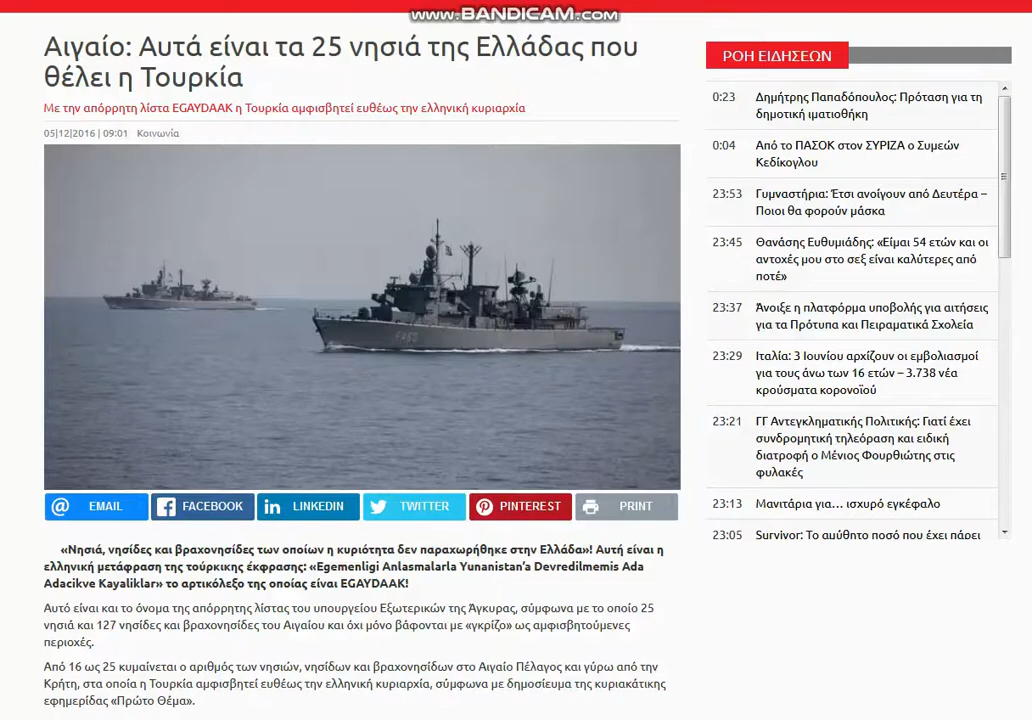 www.BANDICAM.com
Αιγαίο: Αυτά είναι τα 25 νησιά της Ελλάδας που
θέλει η Τουρκία
Με την απόρρητη λίστα EGAYDAAK η Τουρκία αμφισβητεί ευθέως την ελληνική κυριαρχία
05|12|2016 | 09:01 Κοινωνία
F453
EMAIL
FACEBOOK
LINKEDIN
TWITTER
PINTEREST
PRINT
«Νησιά, νησίδες και βραχονησίδες των οποίων η κυριότητα δεν παραχωρήθηκε στην Ελλάδα»! Αυτή είναι η
ελληνική μετάφραση της τούρκικης έκφρασης: «Egemenligi Anlasmalarla Yunanistan’a Devredilmemis Ada
Adacikve Kayaliklar» το αρτικόλεξο της οποίας είναι EGAYDAAK!
Αυτό είναι και το όνομα της απόρρητης λίστας του υπουργείου Εξωτερικών της Άγκυρας, σύμφωνα με το οποίο 25
νησιά και 127 νησίδες και βραχονησίδες του Αιγαίου και όχι μόνο βάφονται με «γκρίζο» ως αμφισβητούμενες
περιοχές.
Από 16 ως 25 κυμαίνεται ο αριθμός των νησιών, νησίδων και βραχονησίδων στο Αιγαίο Πέλαγος και γύρω από την
Κρήτη, στα οποία η Τουρκία αμφισβητεί ευθέως την ελληνική κυριαρχία, σύμφωνα με δημοσίευμα της κυριακάτικης
εφημερίδας «Πρώτο Θέμα».
ΡΟΗ ΕΙΔΗΣΕΩΝ
0:23 Δημήτρης Παπαδόπουλος: Πρόταση για τη
δημοτική ιματιοθήκη
0:04 Από το ΠΑΣΟΚ στον ΣΥΡΙΖΑ ο Συμεών
Κεδίκογλου
23:53 Γυμναστήρια: Έτσι ανοίγουν από Δευτέρα –
Ποιοι θα φορούν μάσκα
23:45 Θανάσης Ευθυμιάδης: «Είμαι 54 ετών και οι
αντοχές μου στο σεξ είναι καλύτερες από
ποτέ»
23:37 Άνοιξε η πλατφόρμα υποβολής για αιτήσεις
για τα Πρότυπα και Πειραματικά Σχολεία
23:29 Ιταλία: 3 Ιουνίου αρχίζουν οι εμβολιασμοί
για τους άνω των 16 ετών – 3.738 νέα
κρούσματα κορονοϊού
23:21 ΓΓ Αντεγκληματικής Πολιτικής: Γιατί έχει
συνδρομητική τηλεόραση και ειδική
διατροφή ο Μένιος Φουρθιώτης στις
φυλακές
23:13 Μανιτάρια για… ισχυρό εγκέφαλο
23:05 Survivor: Το αμύθητο ποσό που έχει πάρει